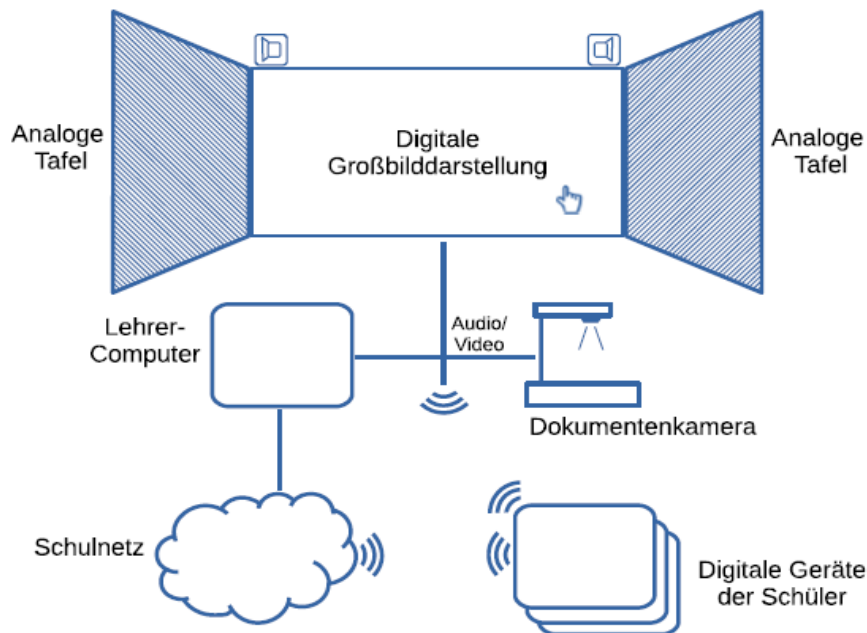 Analoge
Tafel
Digitale
Großbilddarstellung
Analoge
Tafel
Lehrer-
Computer
Audio/
Video
Dokumentenkamera
Schulnetz
Digitale Geräte
der Schüler